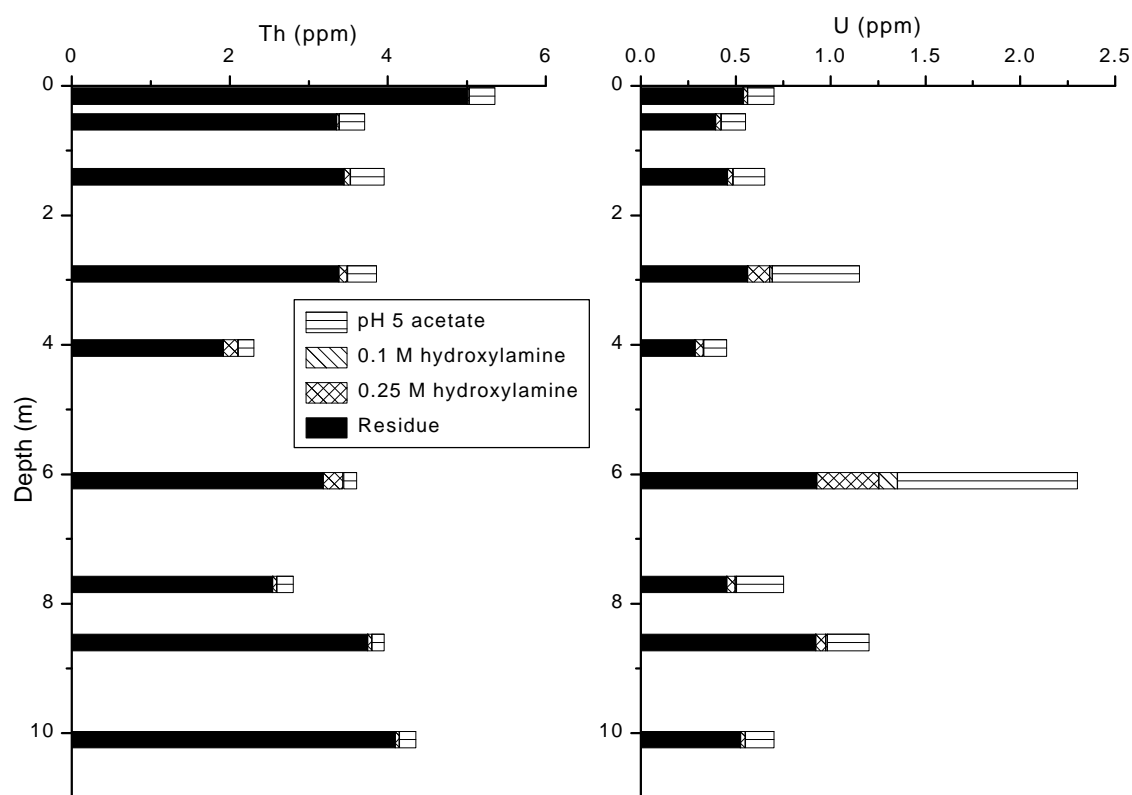 Th (ppm)
U (ppm)
0 2 4 6
0.0 0.5 1.0 1.5 2.0 2.5
0
2
4
6
8
10
Depth (m)
pH 5 acetate
0.1 M hydroxylamine
0.25 M hydroxylamine
Residue
0
2
4
6
8
10